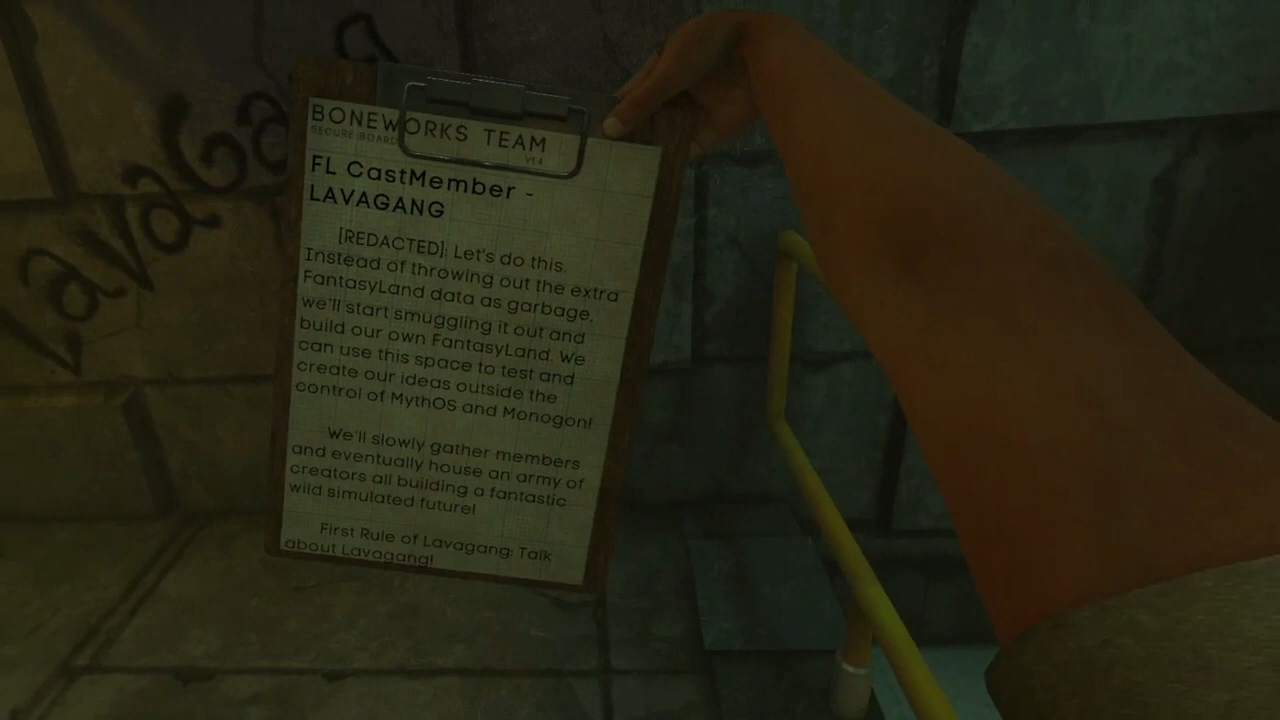 LavaGa g
BONEWORKS TEAM
SECURE BOARD
V1.4
FL CastMember -
LAVAGANG
[REDACTED]: Let's do this.
Instead of throwing out the extra
FantasyLand data as garbage,
we'll start smuggling it out and
build our own FantasyLand. We
can use this space to test and
create our ideas outside the
control of MythOS and Monogon!
We'll slowly gather members
and eventually house an army of
creators all building a fantastic
wild simulated future!
First Rule of Lavagang: Talk
about Lavagang!